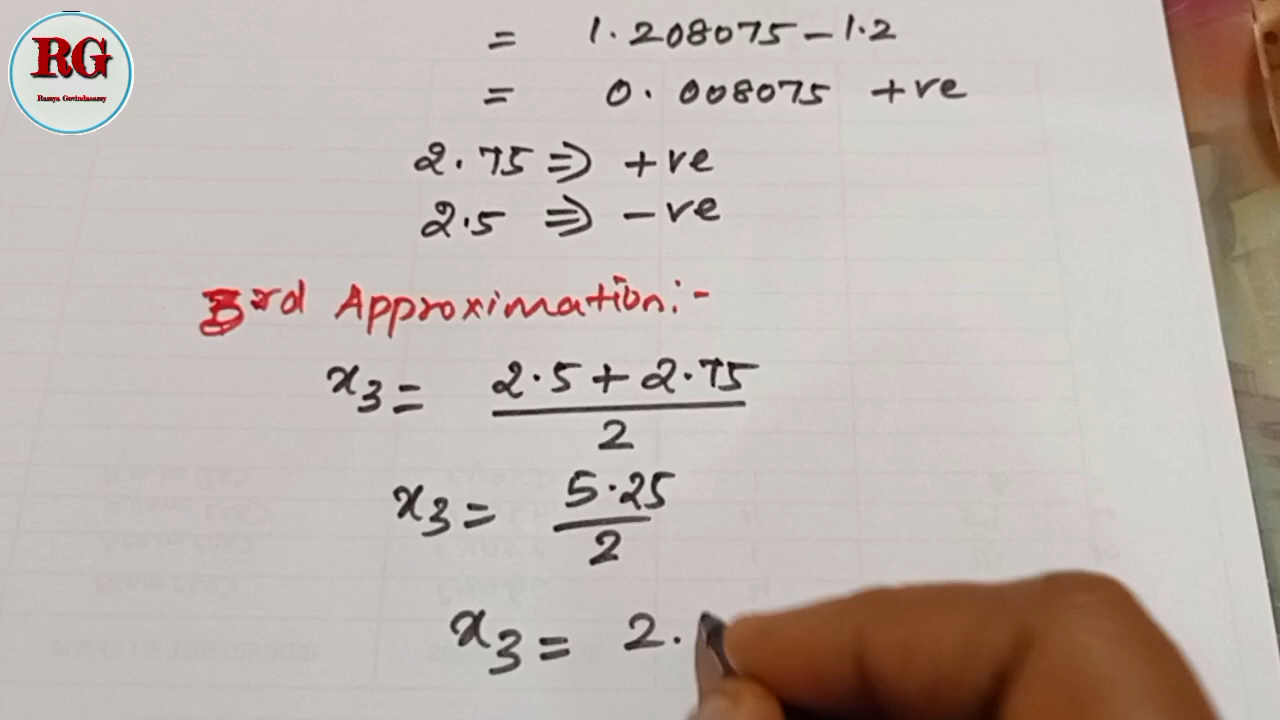 RG
Ramya Govindasamy
= 1.208075 - 1.2
= 0.008075 +ve
2.75 ⇒ +ve
2.5 ⇒ -ve
3rd Approximation:-
x3 = 2.5 + 2.75
2
x3 = 5.25
2
x3 = 2.